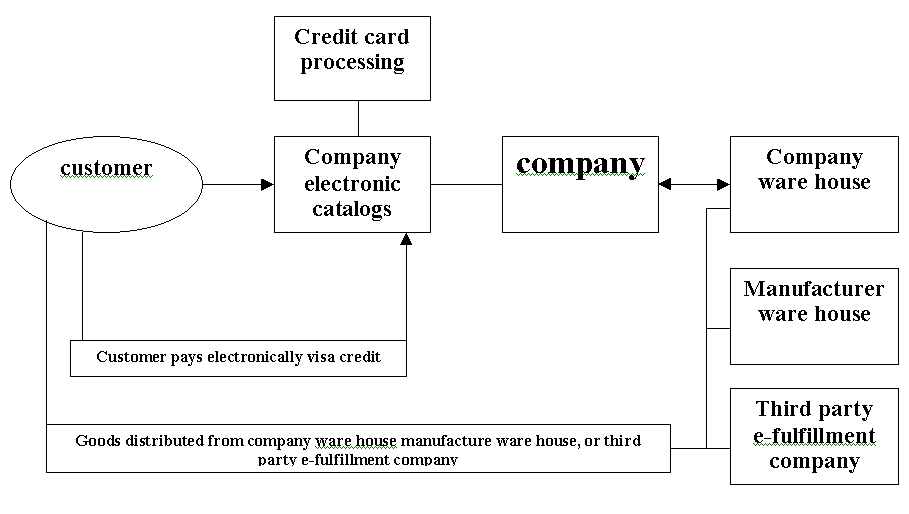 Credit card
processing
customer
Company
electronic
catalogs
company
Company
ware house
Manufacturer
ware house
Customer pays electronically visa credit
Third party
e-fulfillment
company
Goods distributed from company ware house manufacture ware house, or third
party e-fulfillment company